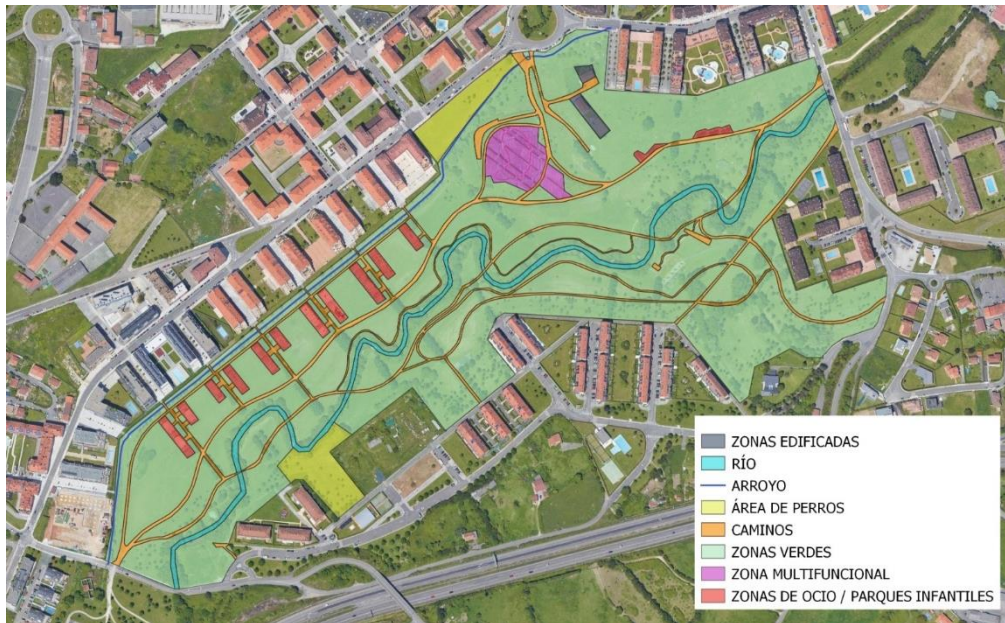 ZONAS EDIFICADAS
RÍO
ARROYO
ÁREA DE PERROS
CAMINOS
ZONAS VERDES
ZONA MULTIFUNCIONAL
ZONAS DE OCIO / PARQUES INFANTILES